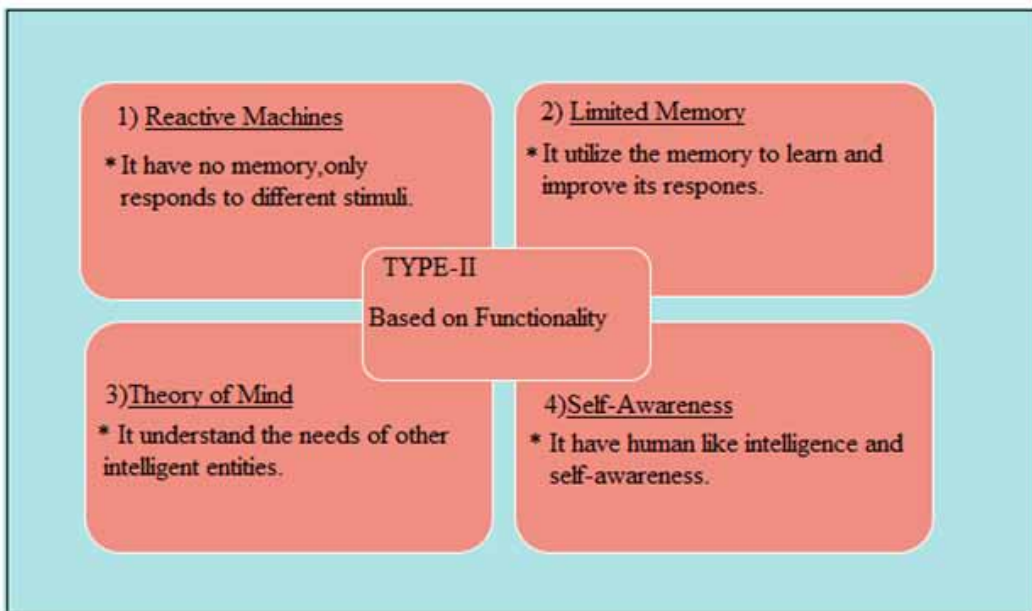 1) Reactive Machines
* It have no memory,only
responds to different stimuli.
2) Limited Memory
* It utilize the memory to learn and
improve its respones.
TYPE-II
Based on Functionality
3)Theory of Mind
* It understand the needs of other
intelligent entities.
4)Self-Awareness
* It have human like intelligence and
self-awareness.